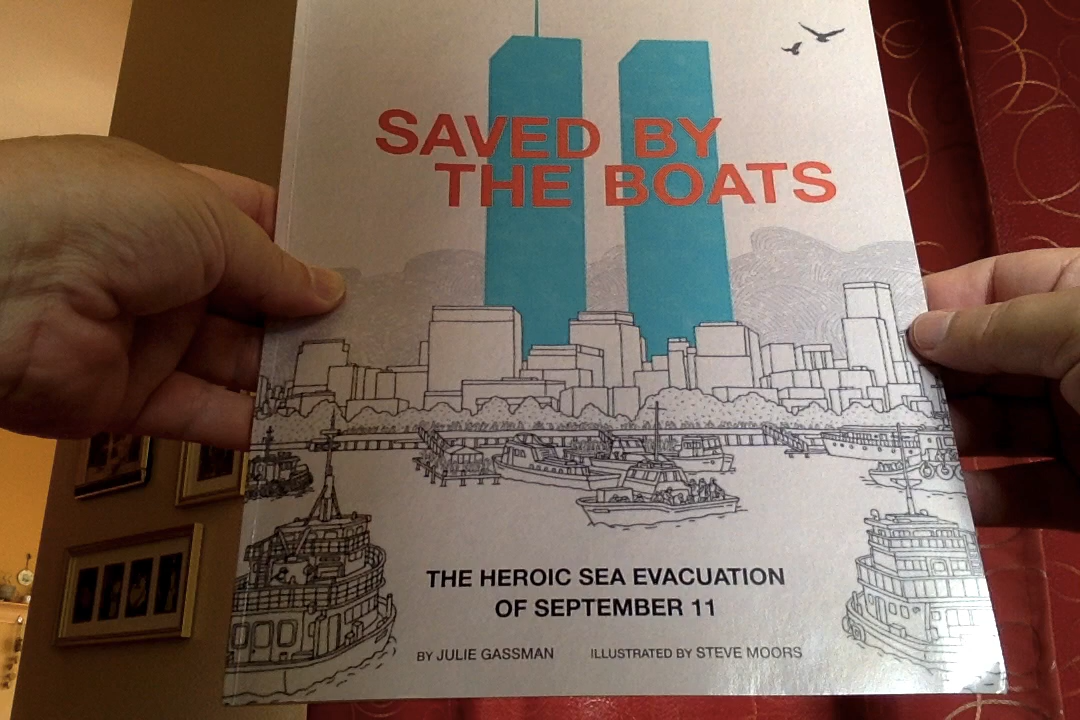 SAVED BY
THE BOATS
THE HEROIC SEA EVACUATION
OF SEPTEMBER 11
BY JULIE GASSMAN ILLUSTRATED BY STEVE MOORS